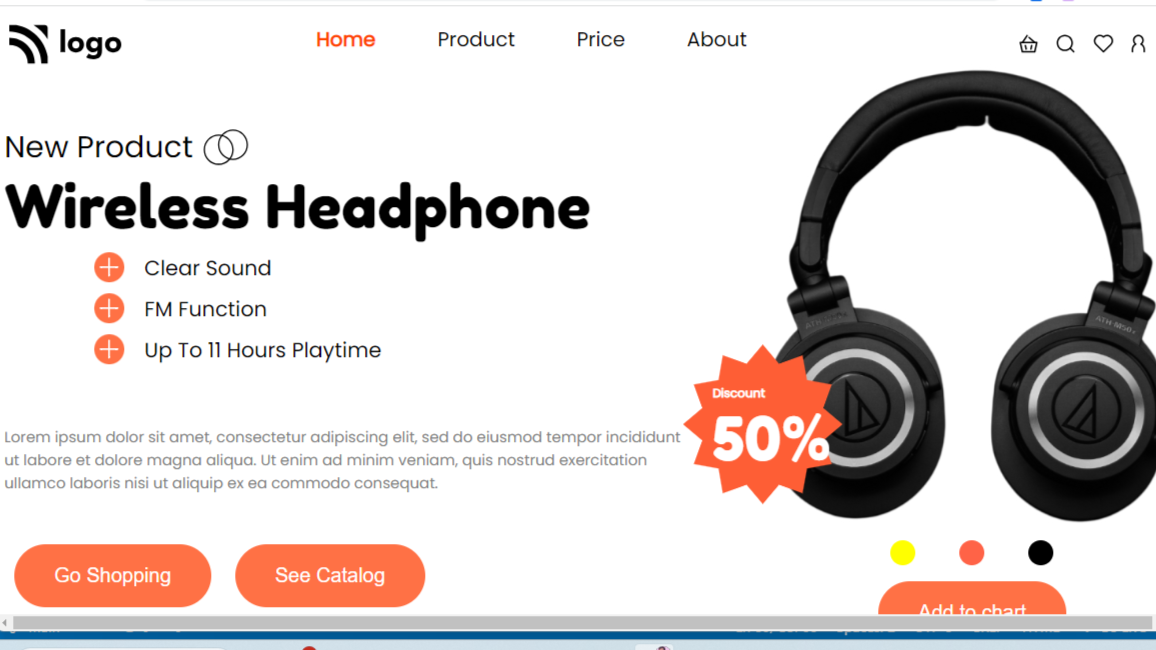 logo
Home Product Price About
New Product
Wireless Headphone
Clear Sound
FM Function
Up To 11 Hours Playtime
Discount
50%
Lorem ipsum dolor sit amet, consectetur adipiscing elit, sed do eiusmod tempor incididunt
ut labore et dolore magna aliqua. Ut enim ad minim veniam, quis nostrud exercitation
ullamco laboris nisi ut aliquip ex ea commodo consequat.
Go Shopping See Catalog
Add to chart